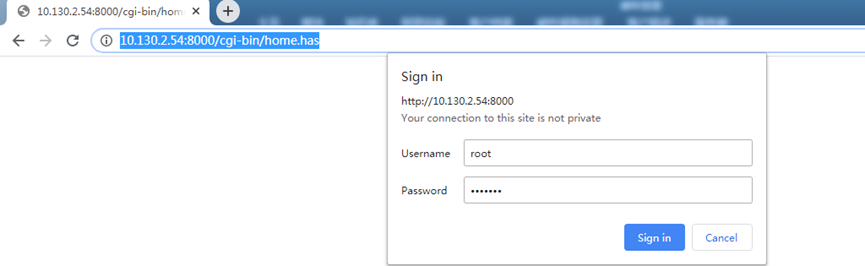 10.130.2.54:8000/cgi-bin/hom
10.130.2.54:8000/cgi-bin/home.has
Sign in
http://10.130.2.54:8000
Your connection to this site is not private
Username
root
Password
•••••••
Sign in
Cancel